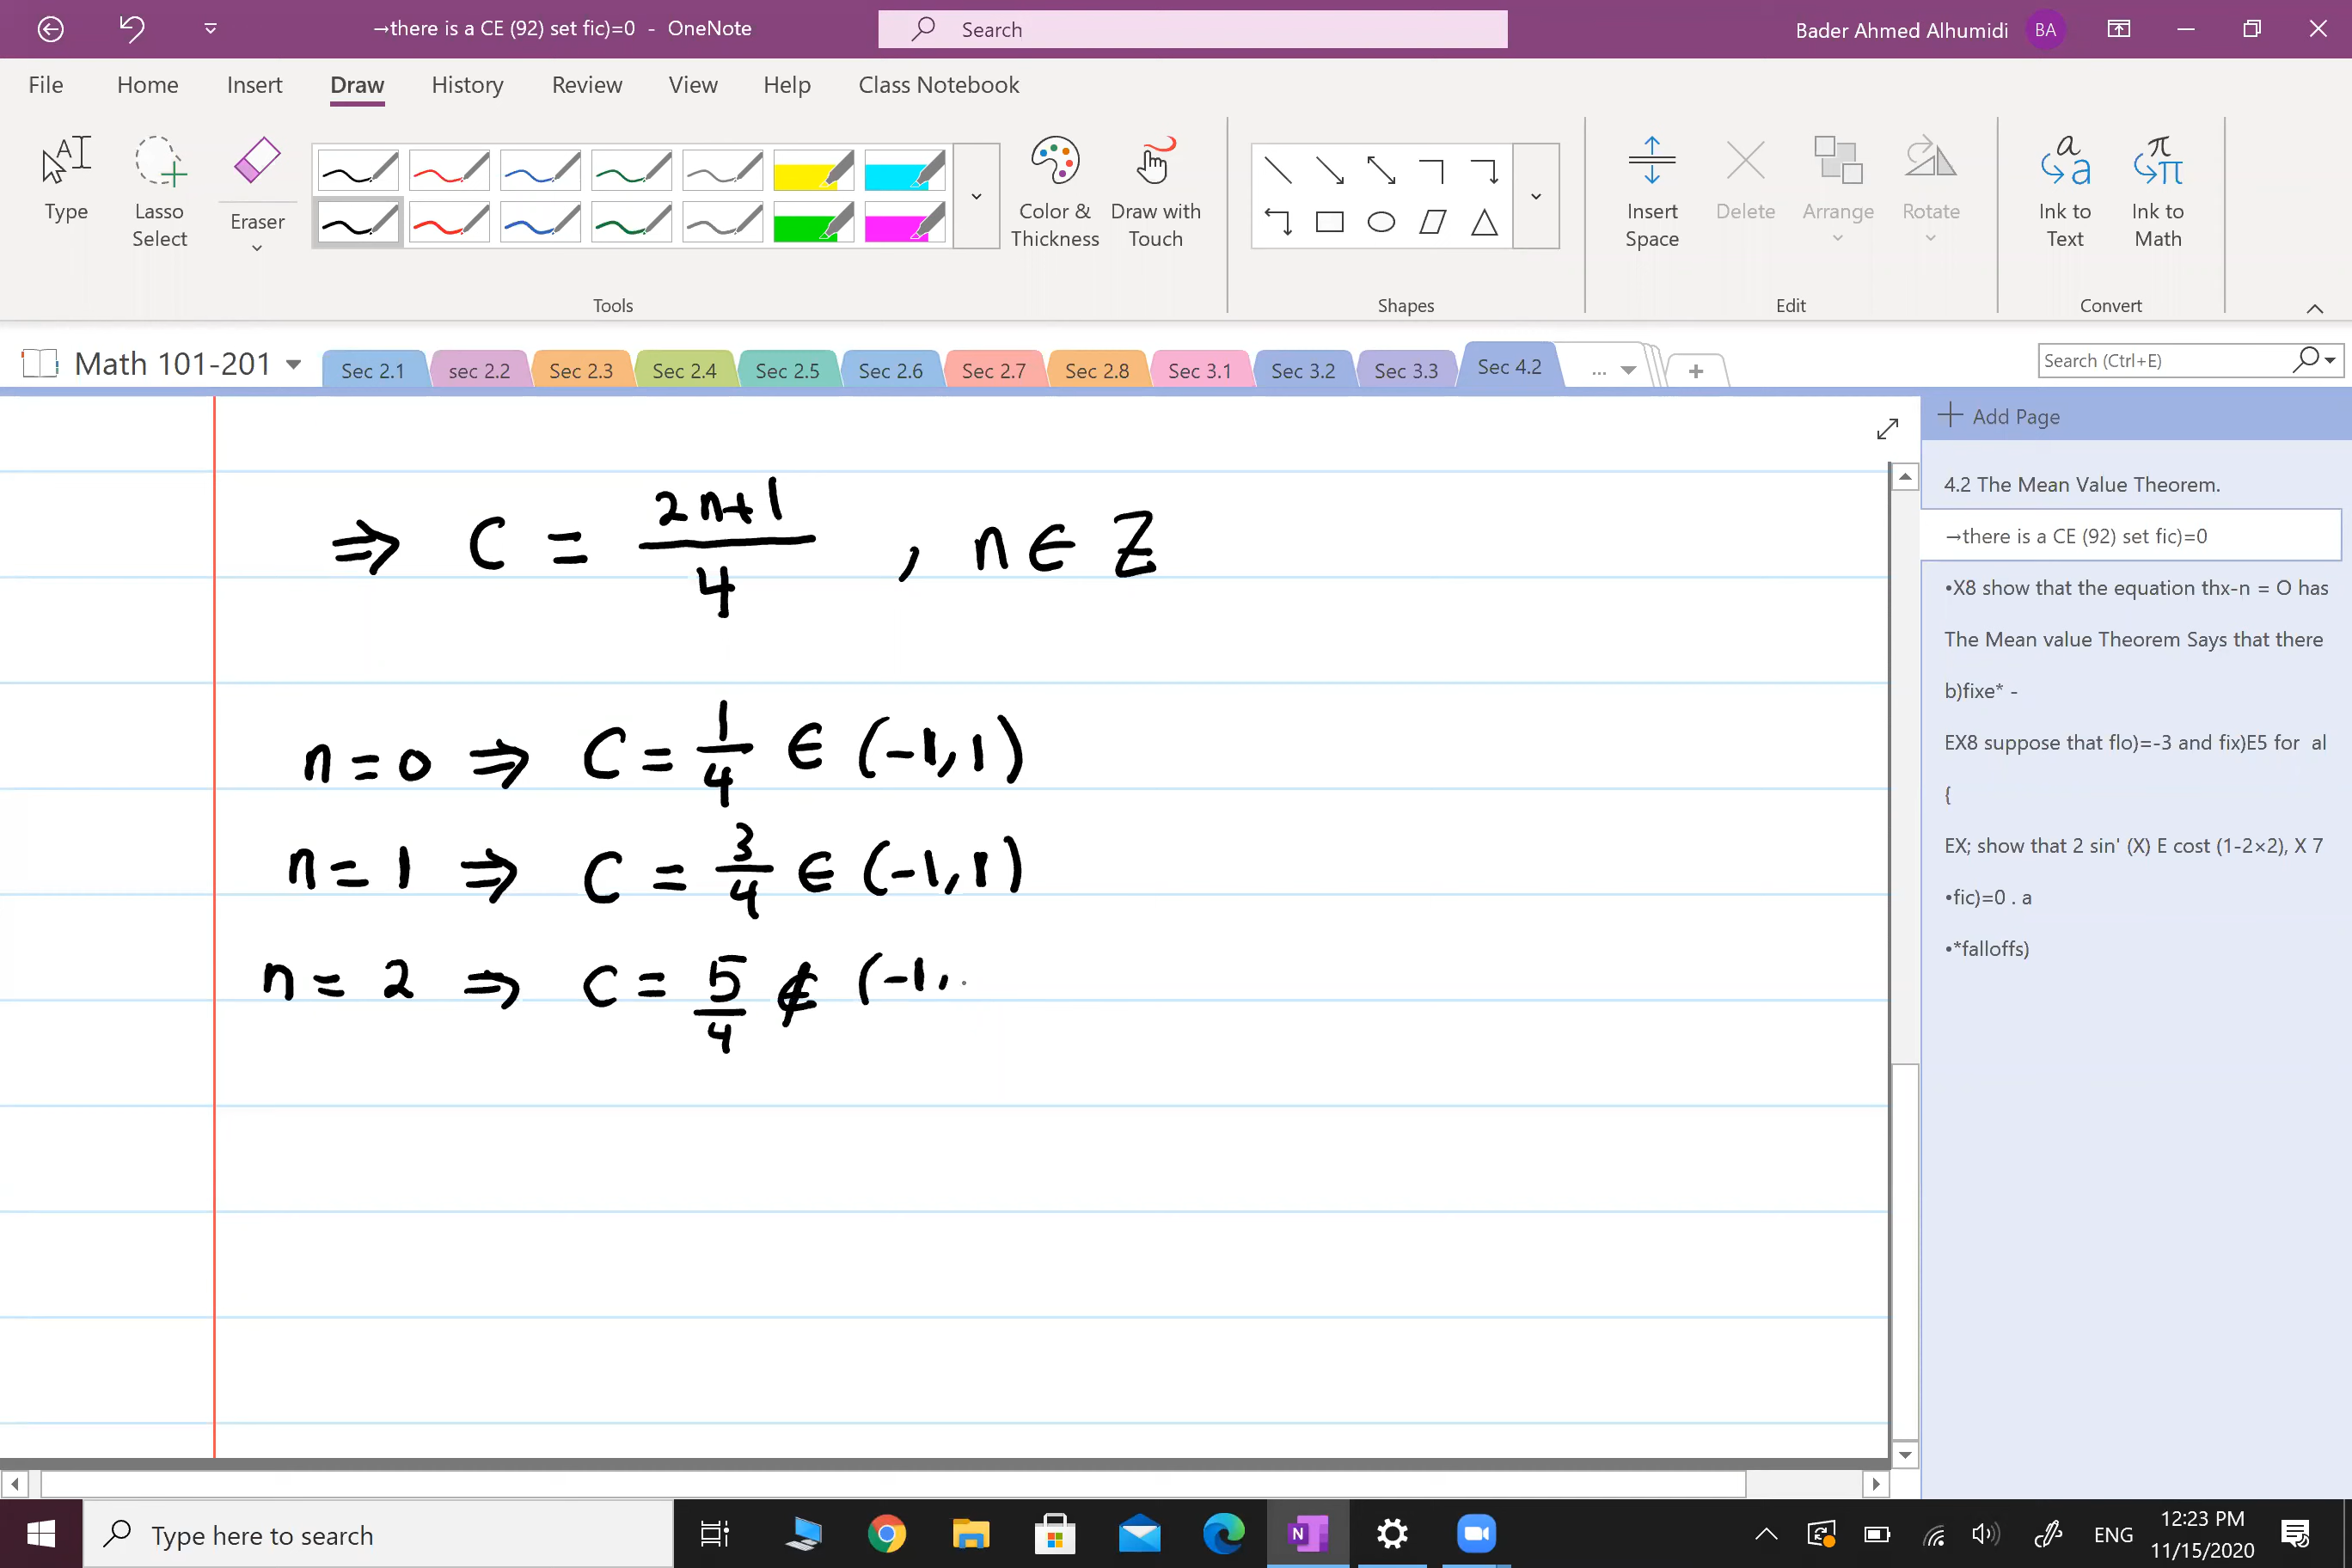 →there is a CE (92) set fic)=0 - OneNote
Search
Bader Ahmed Alhumidi BA
File Home Insert Draw History Review View Help Class Notebook
Type
Lasso Select
Eraser
Color & Thickness
Draw with Touch
Insert Space
Delete
Arrange
Rotate
Ink to Text
Ink to Math
Tools
Shapes
Edit
Convert
Math 101-201
Sec 2.1 sec 2.2 Sec 2.3 Sec 2.4 Sec 2.5 Sec 2.6 Sec 2.7 Sec 2.8 Sec 3.1 Sec 3.2 Sec 3.3 Sec 4.2 ... +
Search (Ctrl+E)
⇒ C = (2n+1)/4 , n ∈ Z
n = 0 ⇒ C = 1/4 ∈ (-1,1)
n = 1 ⇒ C = 3/4 ∈ (-1,1)
n = 2 ⇒ C = 5/4 ∉ (-1,
Add Page
4.2 The Mean Value Theorem.
→there is a CE (92) set fic)=0
•X8 show that the equation thx-n = O has
The Mean value Theorem Says that there
b)fixe* -
EX8 suppose that flo)=-3 and fix)E5 for al
{
EX; show that 2 sin' (X) E cost (1-2×2), X 7
•fic)=0 . a
•*falloffs)
Type here to search
ENG
12:23 PM
11/15/2020